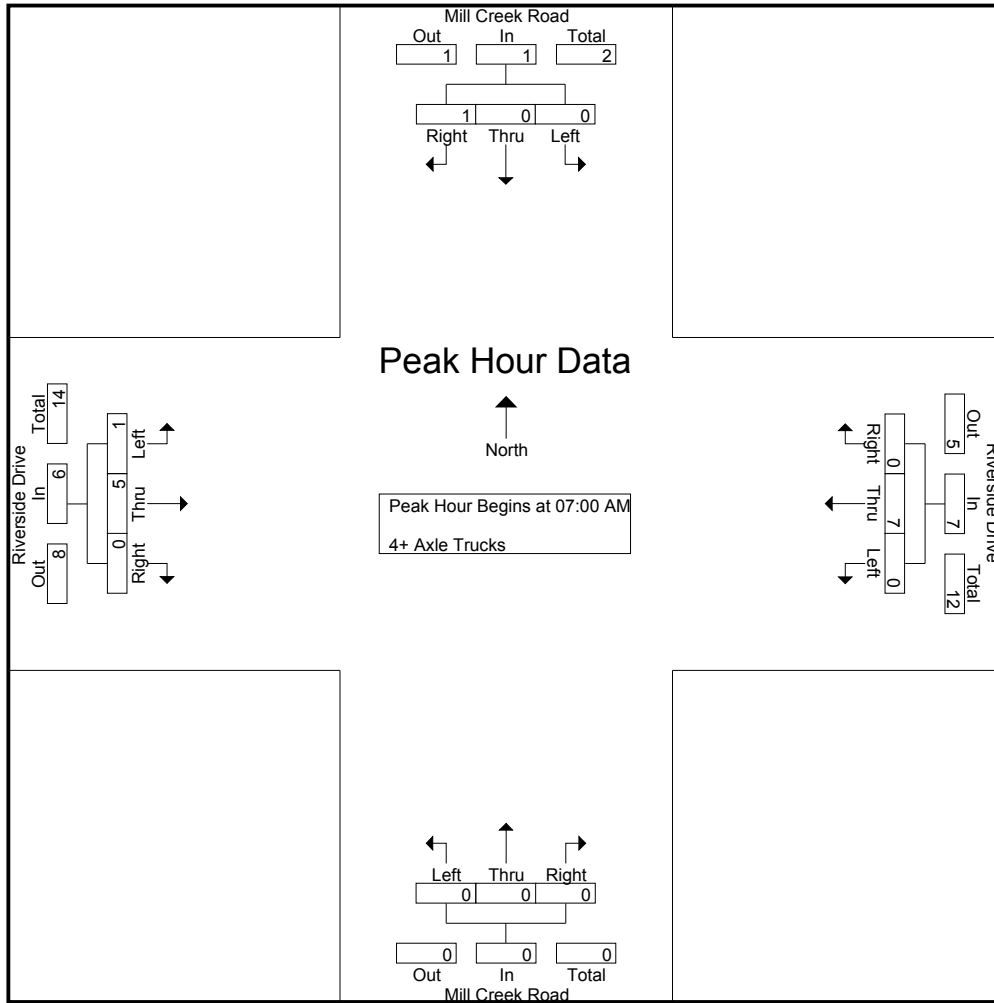 Mill Creek Road
Out In Total
1 1 2
1 0 0
Right Thru Left
Peak Hour Data
North
Peak Hour Begins at 07:00 AM
4+ Axle Trucks
Riverside Drive
Out In Total
8 6 14
0 5 1
Right Thru Left
Riverside Drive
Out In Total
5 7 12
0 7 0
Right Thru Left
Left Thru Right
0 0 0
0 0 0
Out In Total
Mill Creek Road